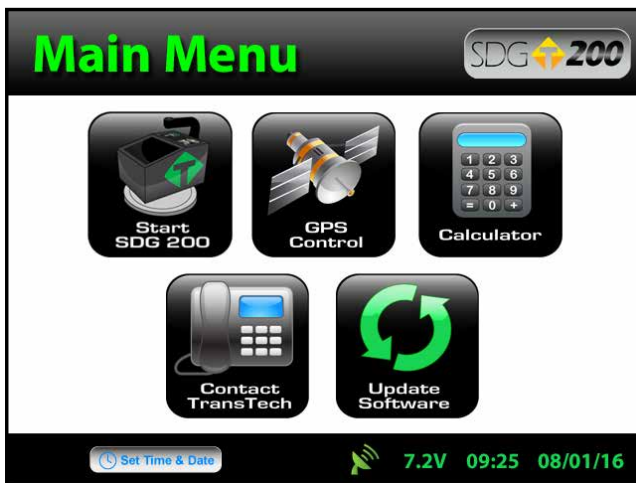 Main Menu
SDG T 200
Start
SDG 200
GPS
Control
Calculator
1 2 3
4 5 6
7 8 9
= 0 +
Contact
TransTech
Update
Software
Set Time & Date
7.2V 09:25 08/01/16